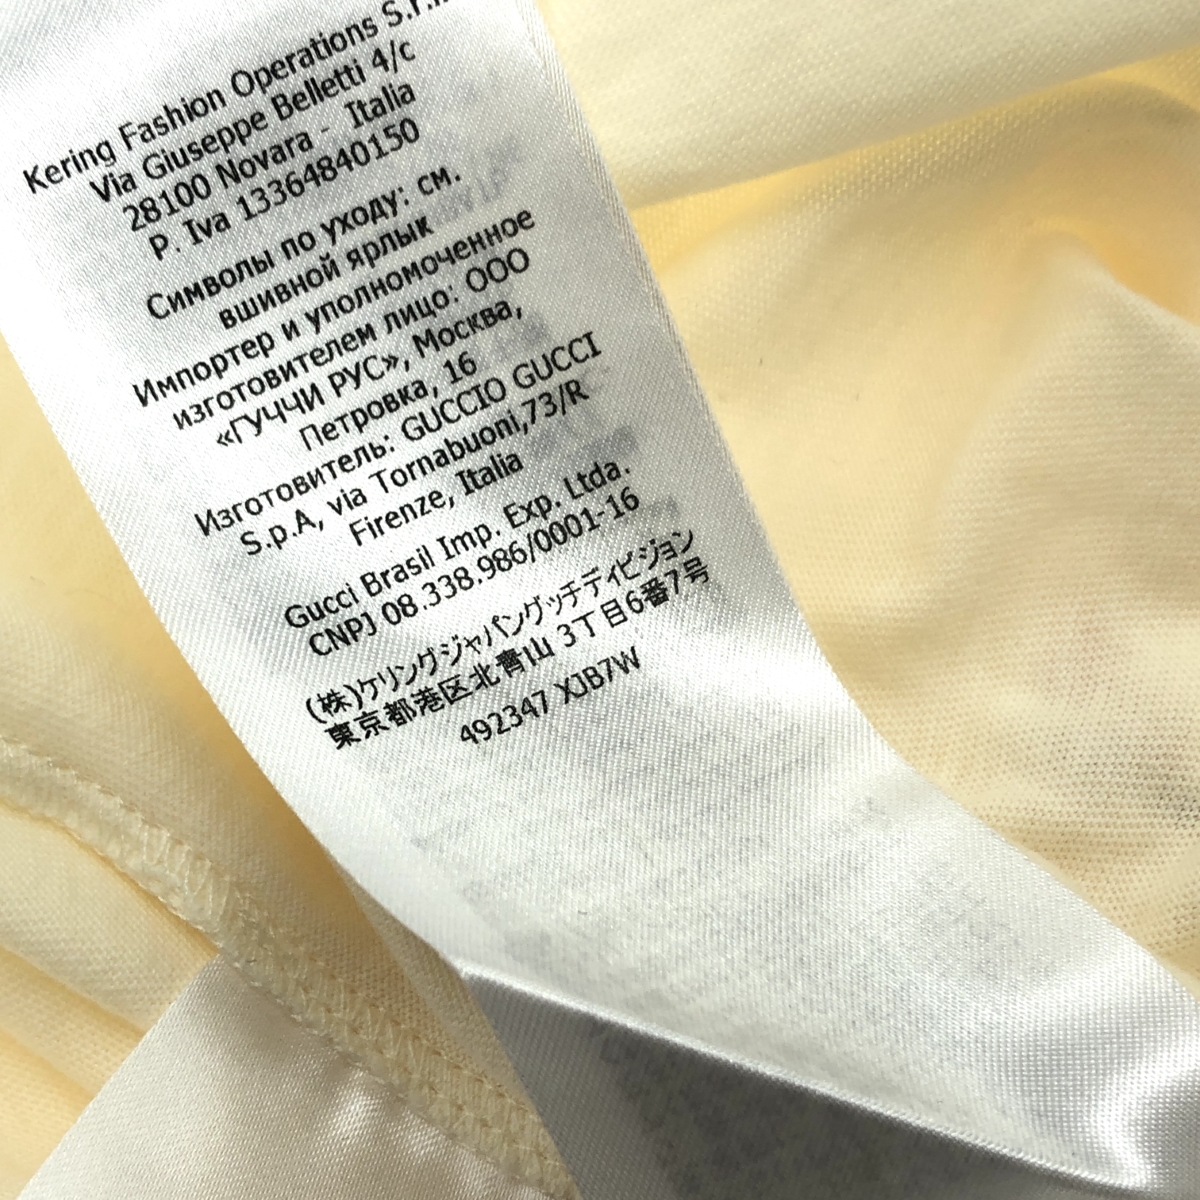 Kering Fashion Operations S.r.l.
Via Giuseppe Belletti 4/c
28100 Novara - Italia
P. Iva 13364840150
Символы по уходу: см.
вшивной ярлык
Импортер и уполномоченное
изготовителем лицо: ООО
«ГУЧЧИ РУС», Москва,
Петровка, 16
Изготовитель: GUCCIO GUCCI
S.p.A, via Tornabuoni,73/R
Firenze, Italia
Gucci Brasil Imp. Exp. Ltda.
CNPJ 08.338.986/0001-16
(株)ケリングジャパングッチディビジョン
東京都港区北青山 3丁目6番7号
492347 XJB7W